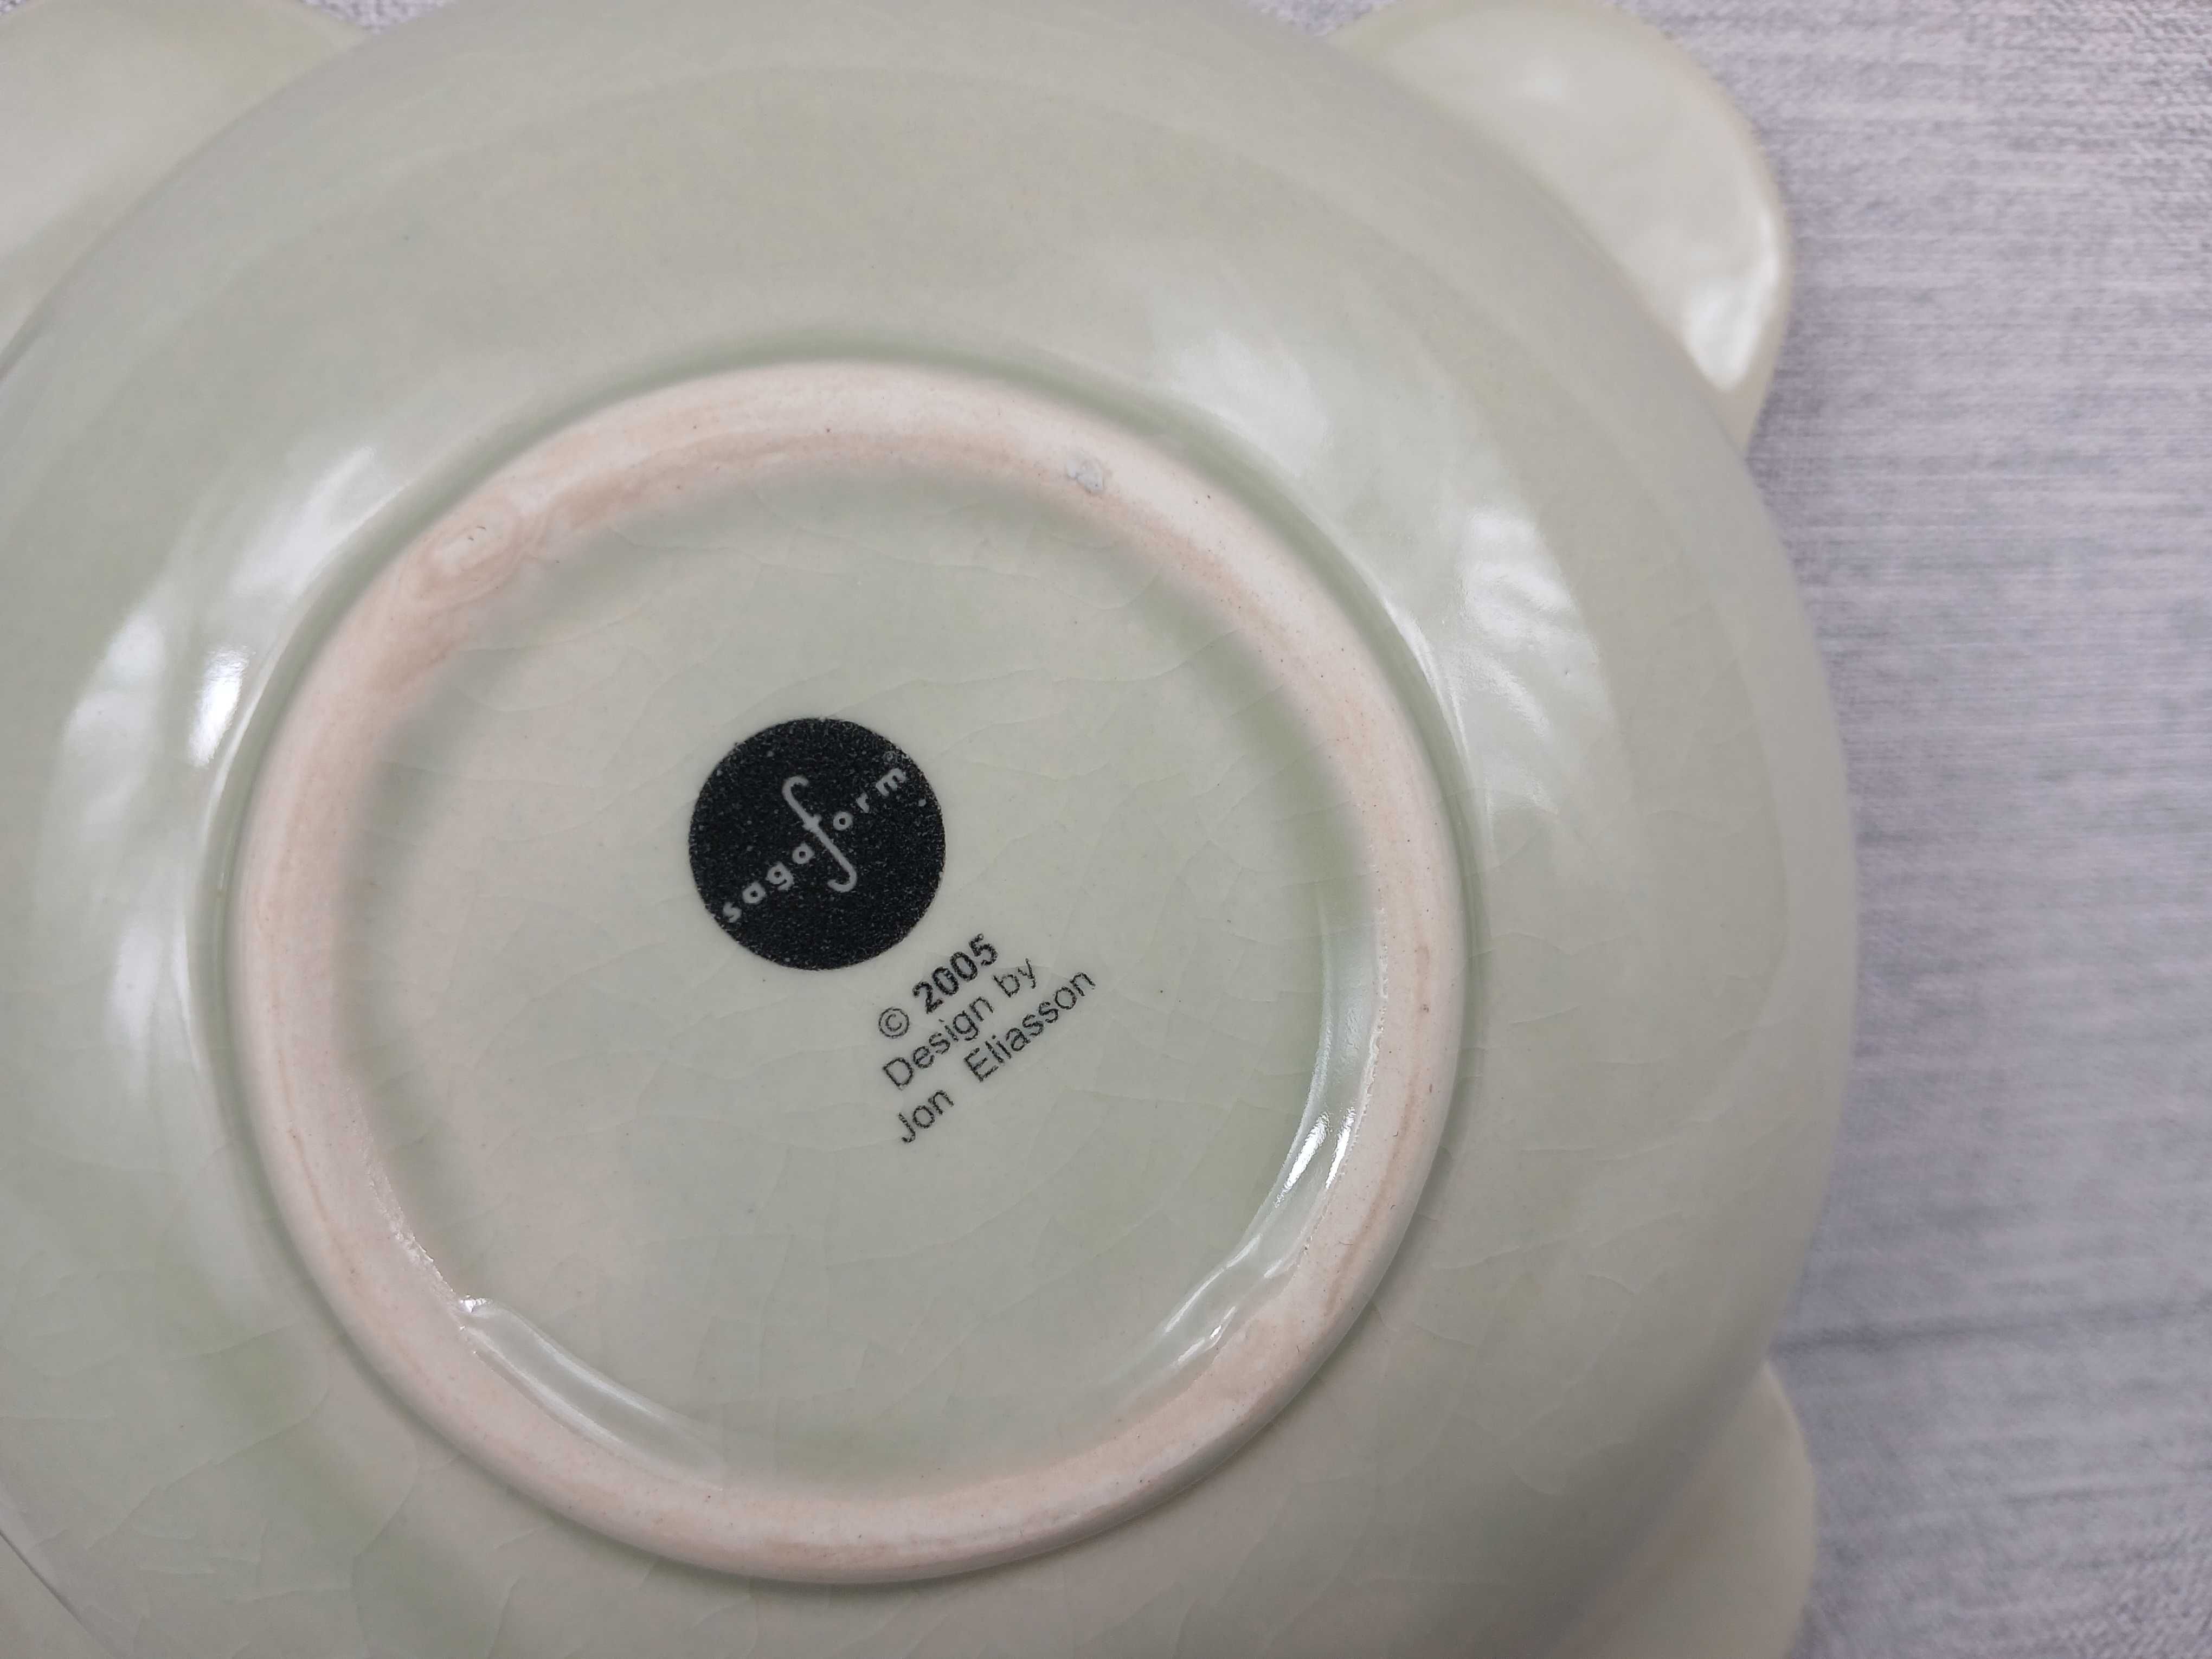 sagaform®
© 2005
Design by
Jon Eliasson